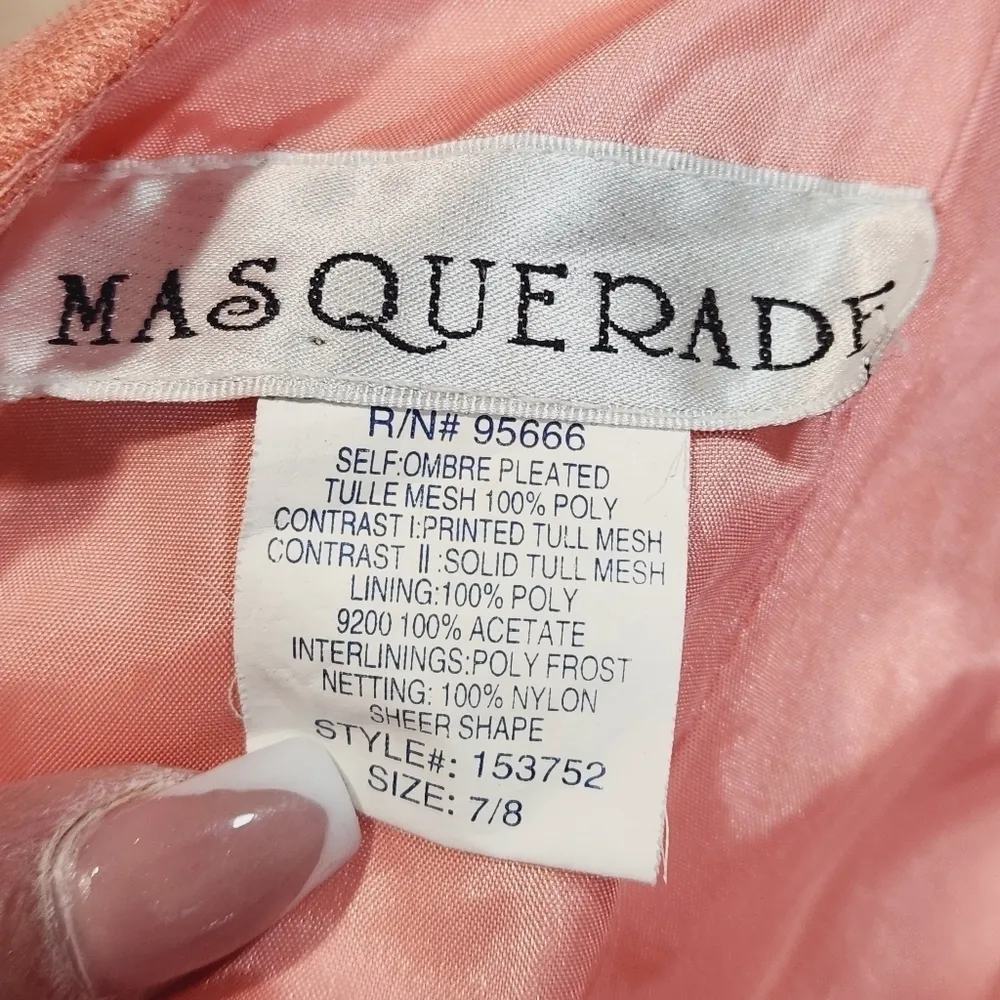 MASQUERADE
R/N# 95666
SELF:OMBRE PLEATED
TULLE MESH 100% POLY
CONTRAST I:PRINTED TULL MESH
CONTRAST II :SOLID TULL MESH
LINING:100% POLY
9200 100% ACETATE
INTERLININGS:POLY FROST
NETTING: 100% NYLON
SHEER SHAPE
STYLE#: 153752
SIZE: 7/8